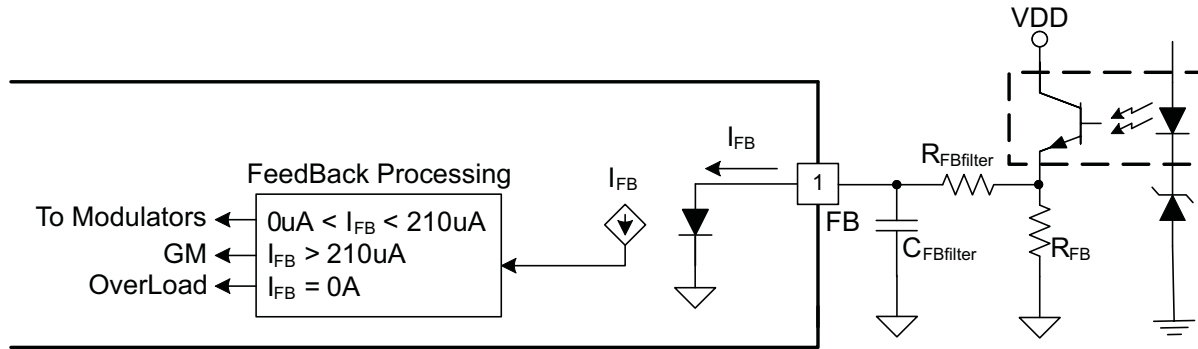 VDD
I_FB
FeedBack Processing
I_FB
R_FBfilter
1
To Modulators
0uA < I_FB < 210uA
FB
GM
I_FB > 210uA
C_FBfilter
R_FB
OverLoad
I_FB = 0A